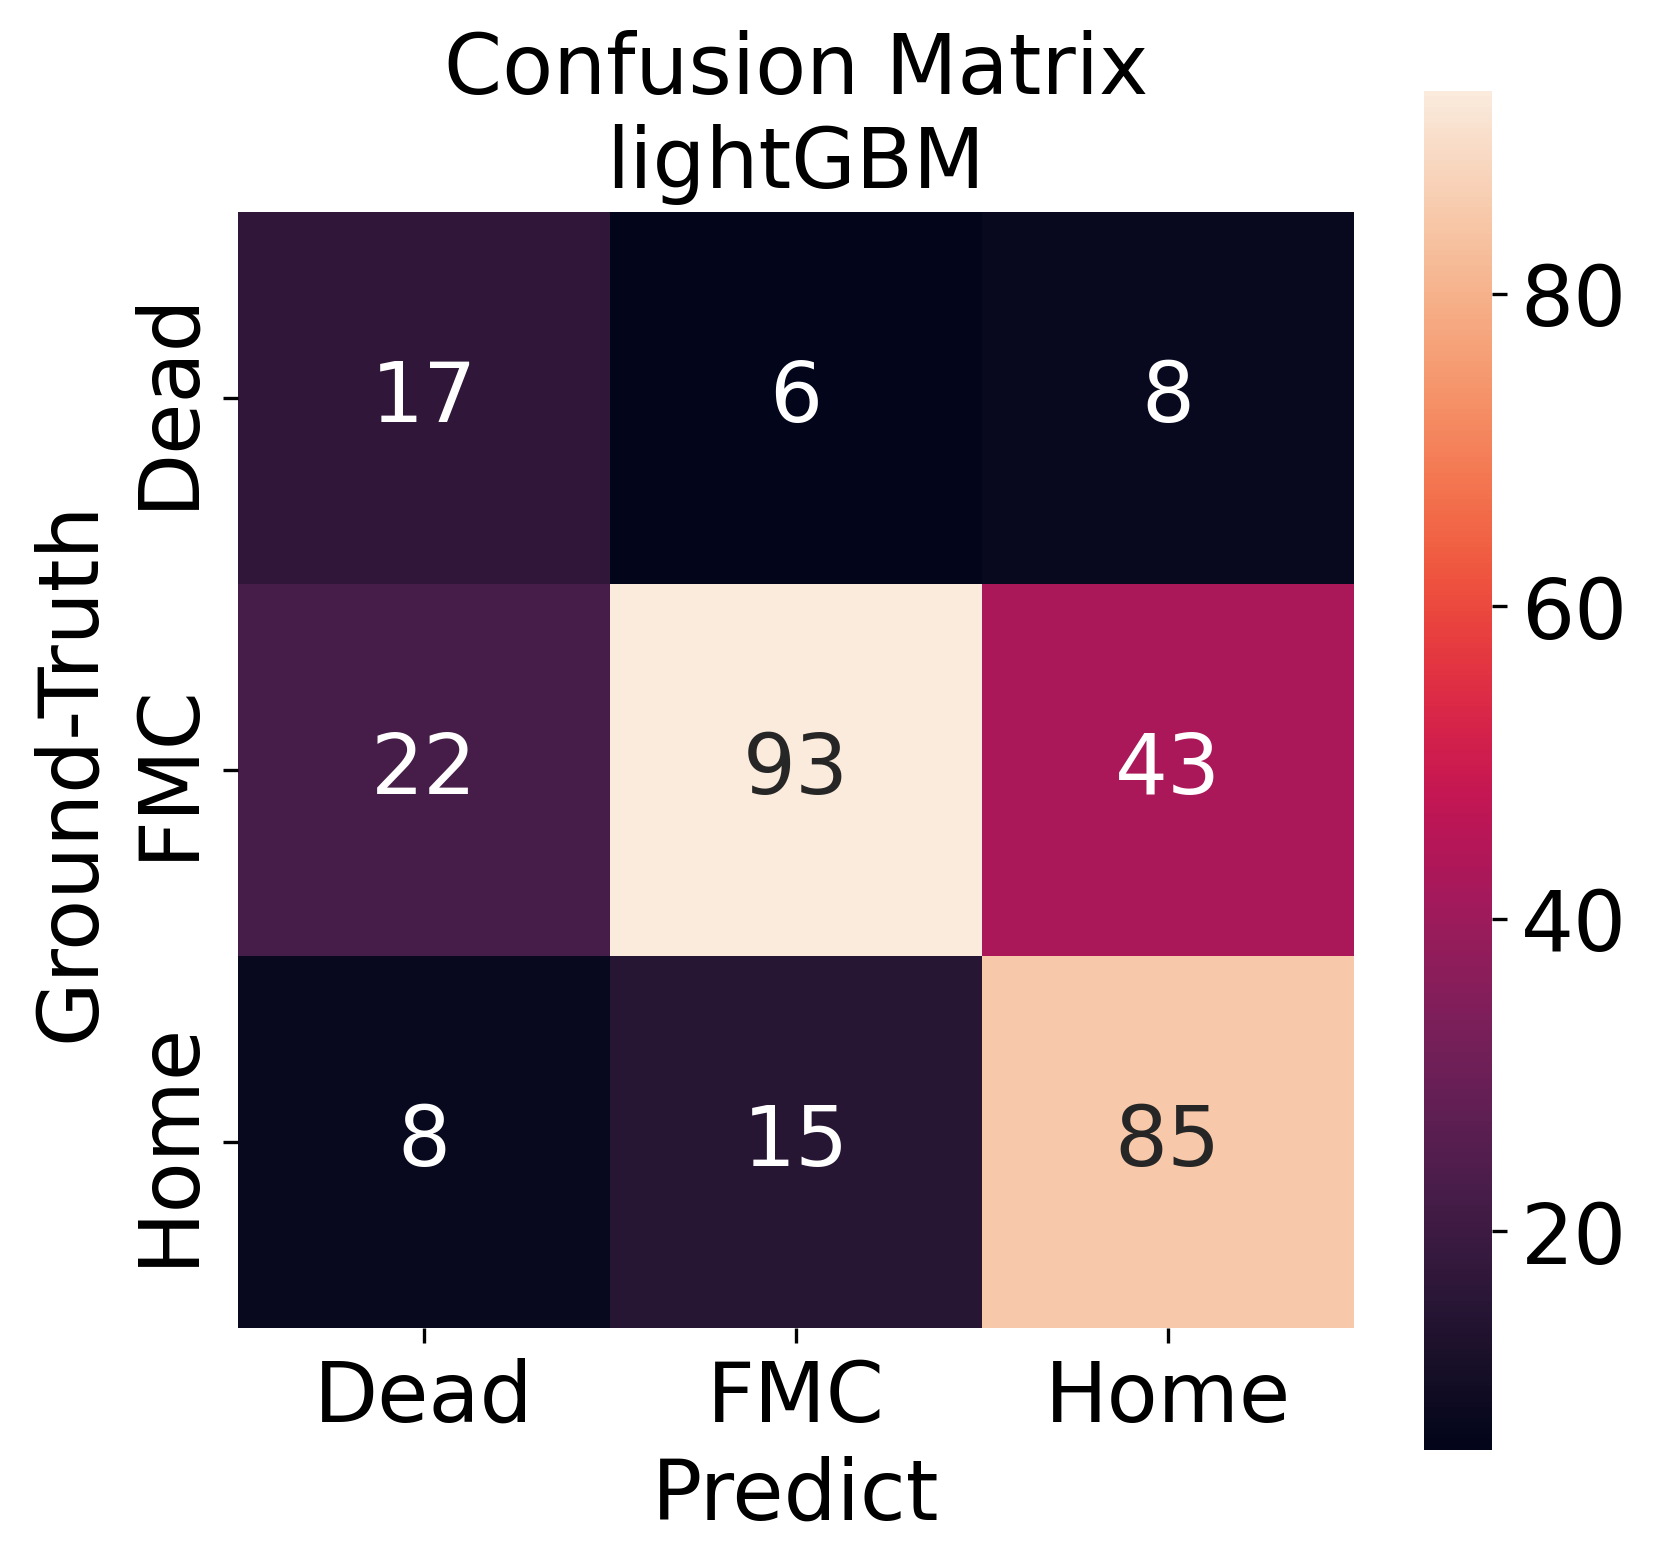 Confusion Matrix
lightGBM
Ground-Truth
Dead
17 6 8
FMC
22 93 43
Home
8 15 85
Dead FMC Home
Predict
80
60
40
20